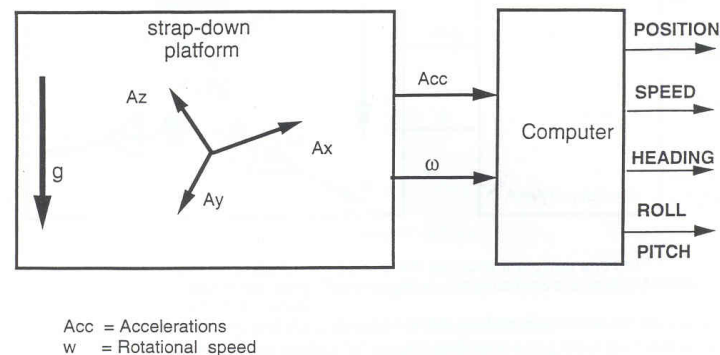 strap-down
platform
Az
Ax
Ay
g
Acc
ω
Computer
POSITION
SPEED
HEADING
ROLL
PITCH
Acc = Accelerations
w = Rotational speed